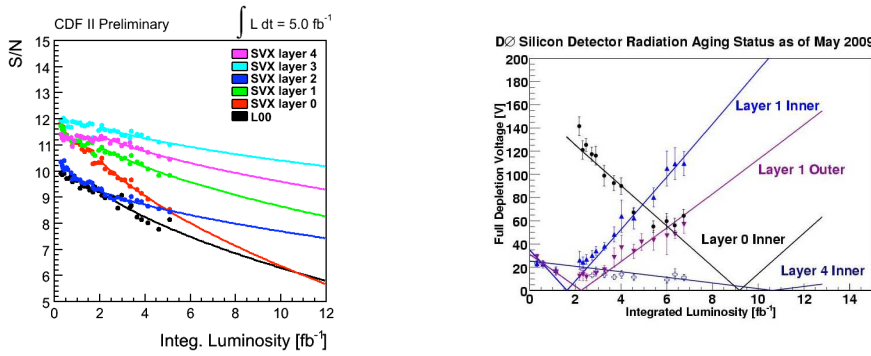 CDF II Preliminary
∫ L dt = 5.0 fb-1
S/N
15
14
13
12
11
10
9
8
7
6
5
SVX layer 4
SVX layer 3
SVX layer 2
SVX layer 1
SVX layer 0
L00
0 2 4 6 8 10 12
Integ. Luminosity [fb-1]
DØ Silicon Detector Radiation Aging Status as of May 2009
Full Depletion Voltage [V]
200
180
160
140
120
100
80
60
40
20
0
Layer 1 Inner
Layer 1 Outer
Layer 0 Inner
Layer 4 Inner
0 2 4 6 8 10 12 14
Integrated Luminosity [fb-1]